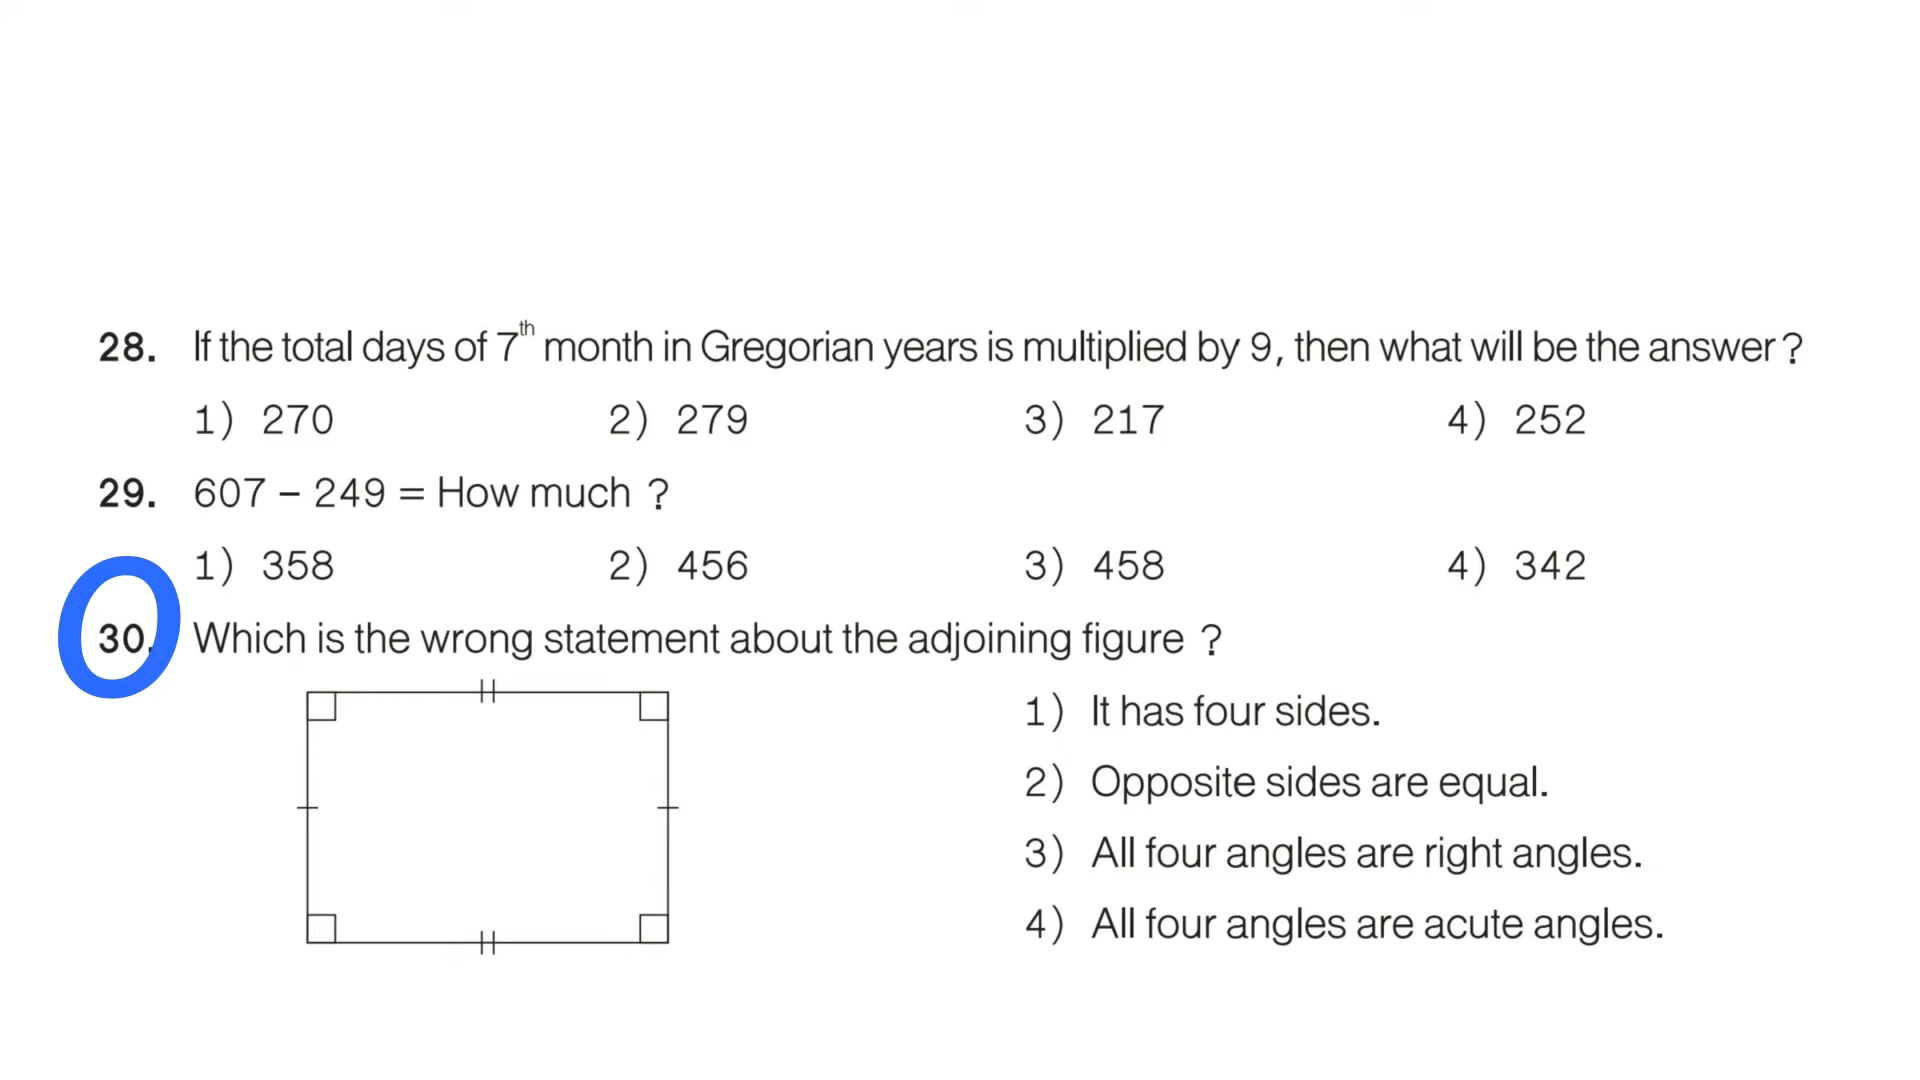 28. If the total days of 7th month in Gregorian years is multiplied by 9, then what will be the answer ?
1) 270 2) 279 3) 217 4) 252
29. 607 – 249 = How much ?
1) 358 2) 456 3) 458 4) 342
30. Which is the wrong statement about the adjoining figure ?
1) It has four sides.
2) Opposite sides are equal.
3) All four angles are right angles.
4) All four angles are acute angles.